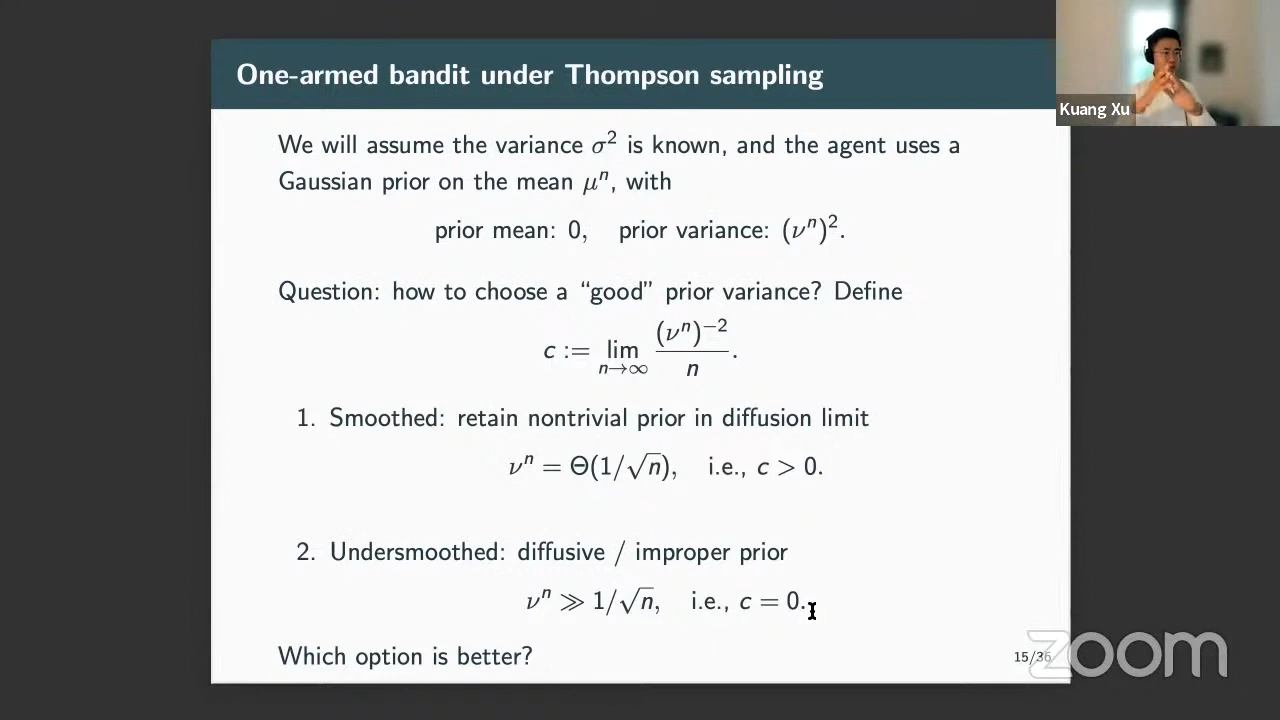 One-armed bandit under Thompson sampling
Kuang Xu
We will assume the variance σ² is known, and the agent uses a
Gaussian prior on the mean μⁿ, with
prior mean: 0, prior variance: (νⁿ)².
Question: how to choose a “good” prior variance? Define
c := lim_{n→∞} (νⁿ)⁻² / n.
1. Smoothed: retain nontrivial prior in diffusion limit
νⁿ = Θ(1/√n), i.e., c > 0.
2. Undersmoothed: diffusive / improper prior
νⁿ ≫ 1/√n, i.e., c = 0.
Which option is better?
15/36
zoom